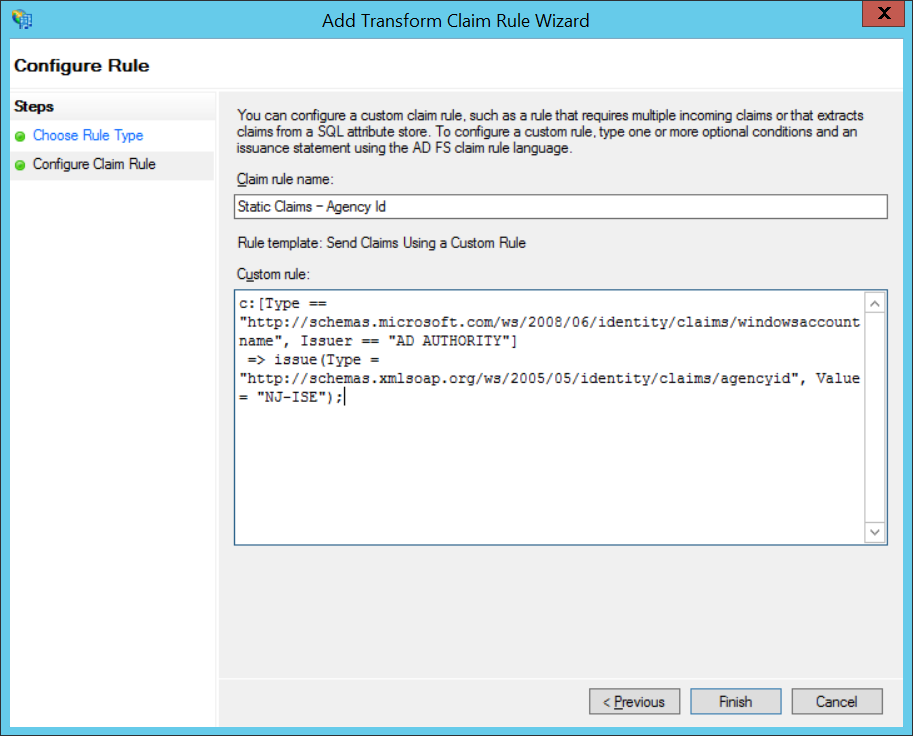 Add Transform Claim Rule Wizard
X
Configure Rule
Steps
Choose Rule Type
Configure Claim Rule
You can configure a custom claim rule, such as a rule that requires multiple incoming claims or that extracts
claims from a SQL attribute store. To configure a custom rule, type one or more optional conditions and an
issuance statement using the AD FS claim rule language.
Claim rule name:
Static Claims – Agency Id
Rule template: Send Claims Using a Custom Rule
Custom rule:
c:[Type ==
"http://schemas.microsoft.com/ws/2008/06/identity/claims/windowsaccount
name", Issuer == "AD AUTHORITY"]
 => issue(Type =
"http://schemas.xmlsoap.org/ws/2005/05/identity/claims/agencyid", Value
= "NJ-ISE");
< Previous
Finish
Cancel